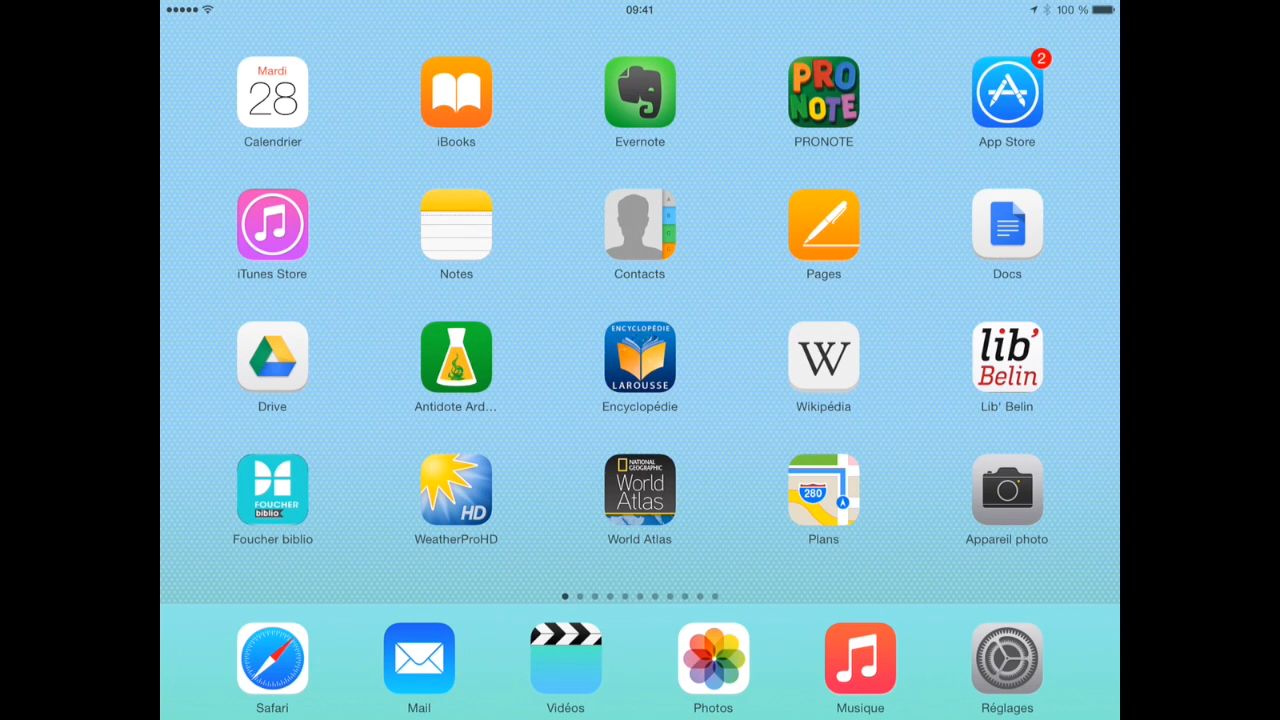 09:41
100 %
Mardi
28
Calendrier
iBooks
Evernote
PRO
NOTE
PRONOTE
2
App Store
iTunes Store
Notes
A
Contacts
Pages
Docs
Drive
Antidote Ard...
ENCYCLOPÉDIE
LAROUSSE
Encyclopédie
W
Wikipédia
lib'
Belin
Lib' Belin
FOUCHER
biblio
Foucher biblio
HD
WeatherProHD
NATIONAL
GEOGRAPHIC
World
Atlas
World Atlas
280
Plans
Appareil photo
Safari
Mail
Vidéos
Photos
Musique
Réglages